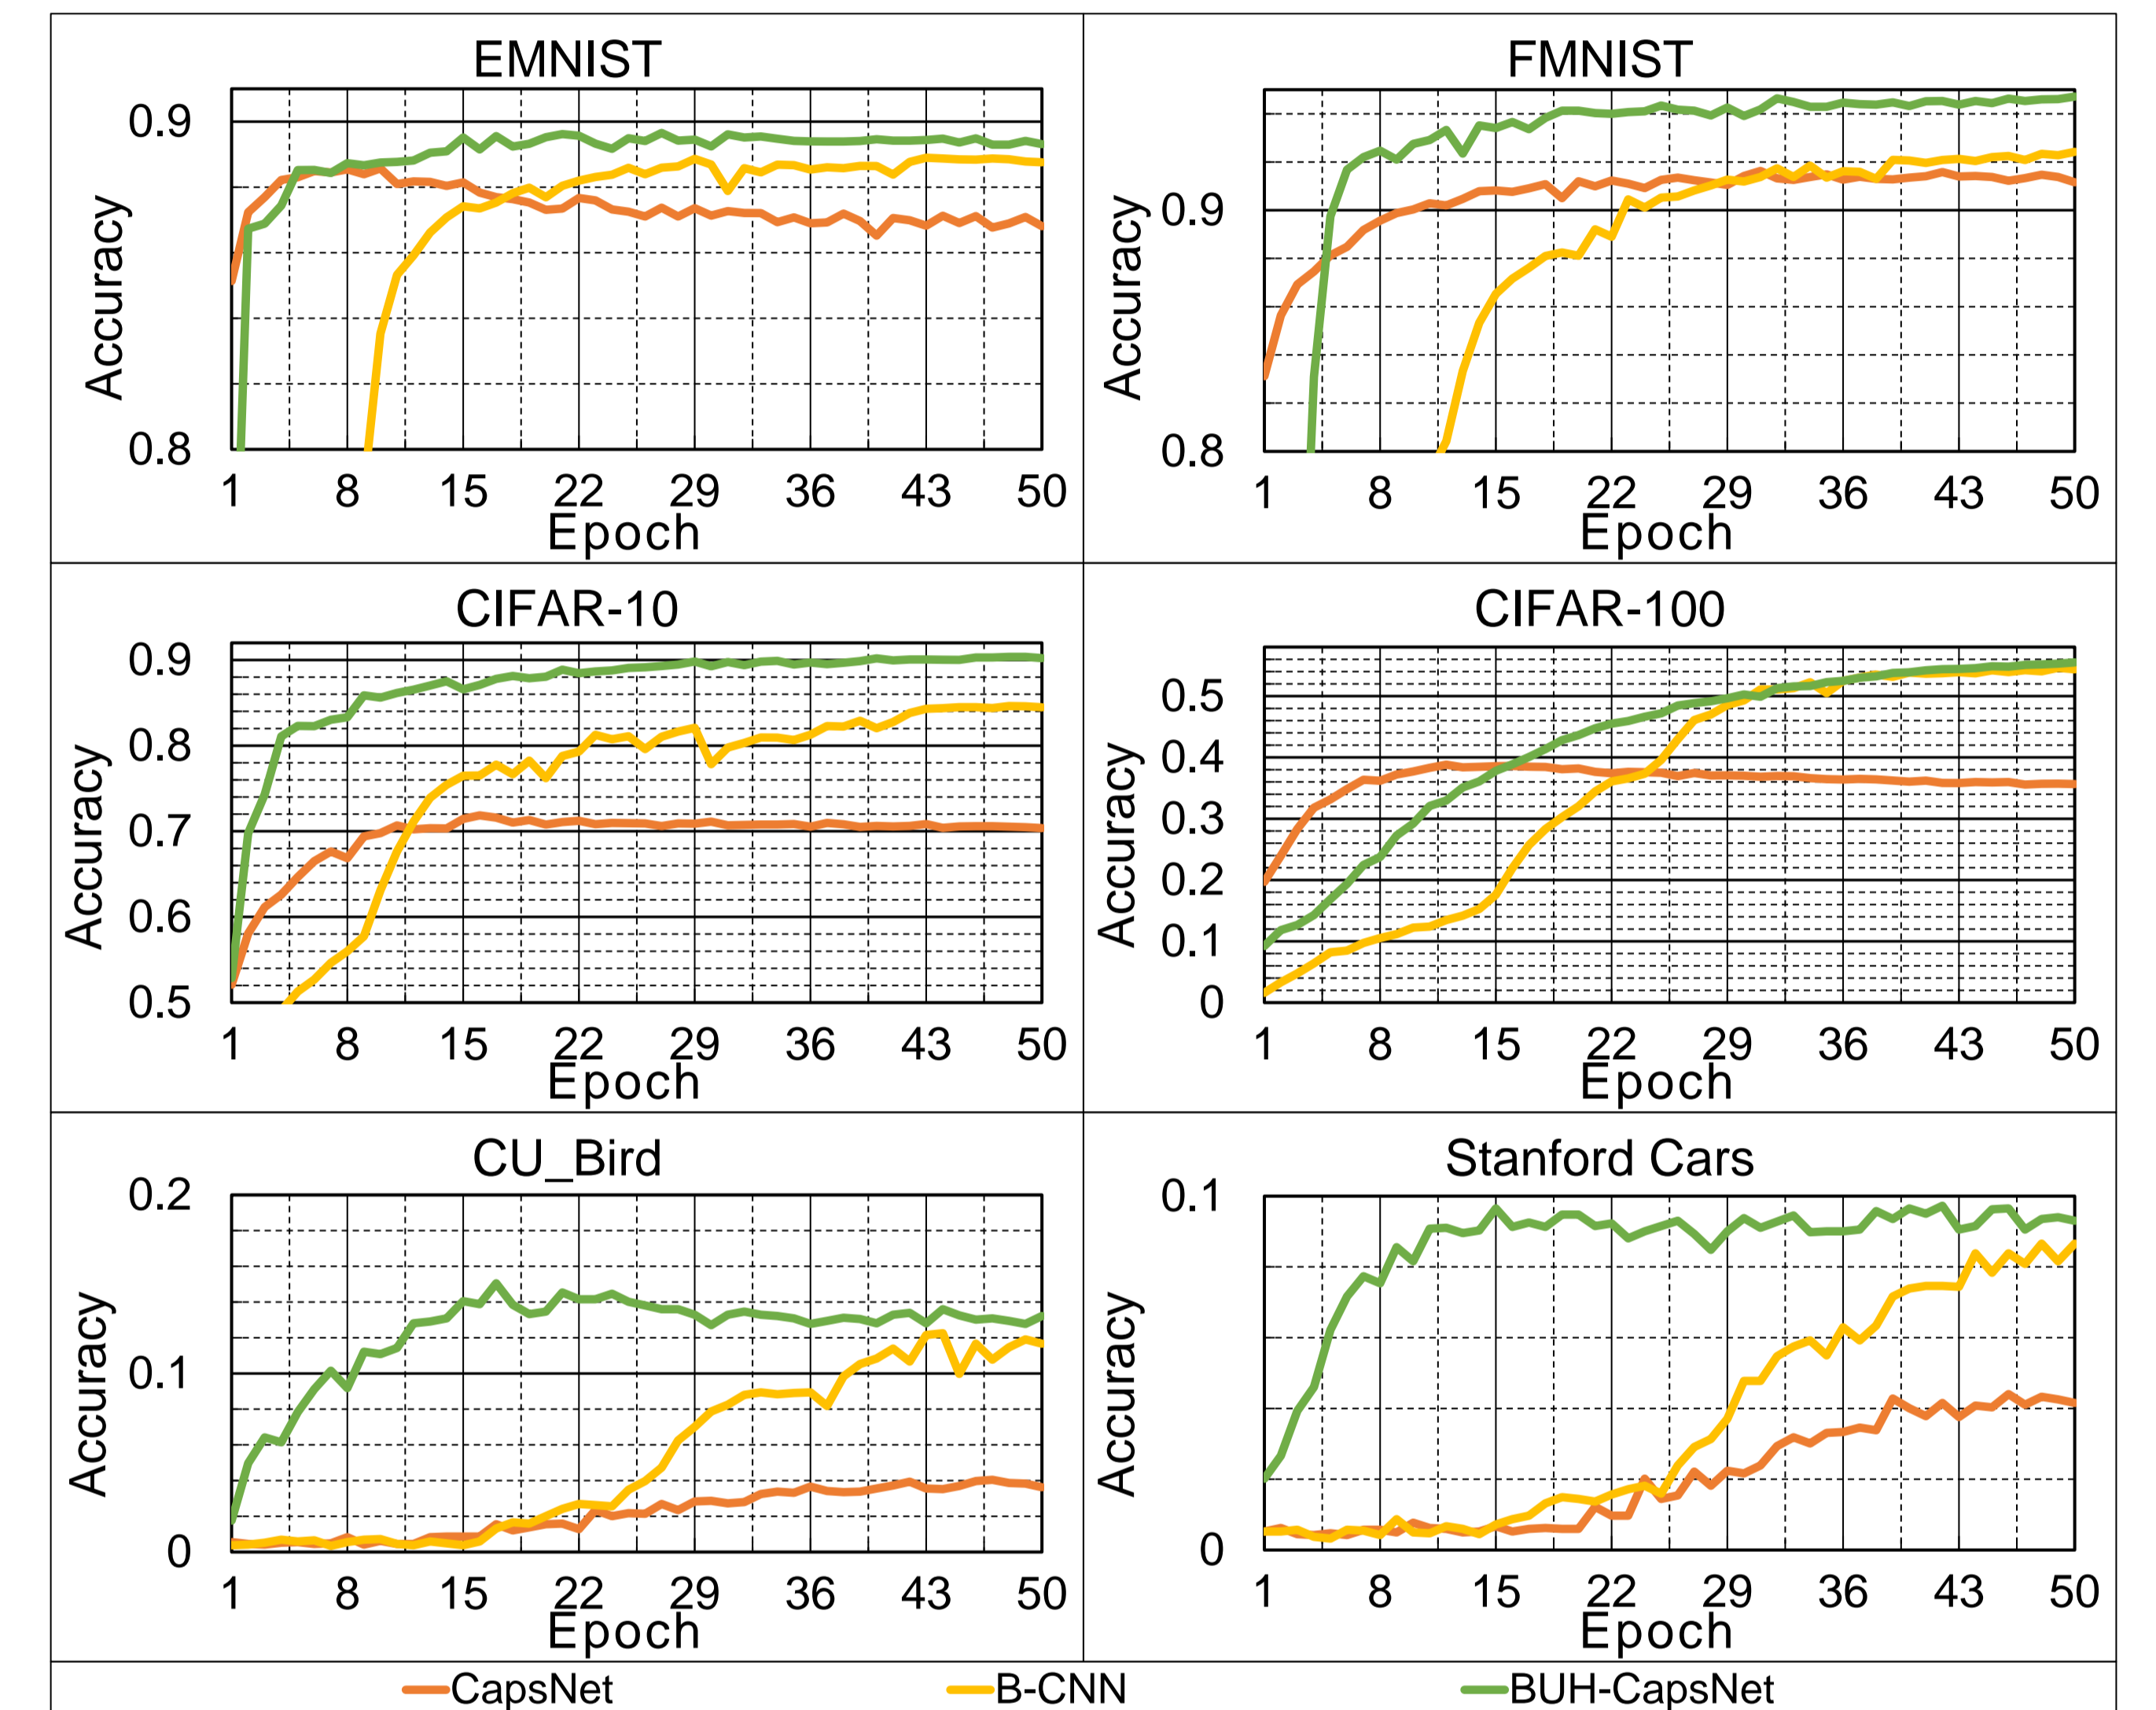 EMNIST
0.9
0.8
Accuracy
1 8 15 22 29 36 43 50
Epoch
FMNIST
0.9
0.8
Accuracy
1 8 15 22 29 36 43 50
Epoch
CIFAR-10
0.9
0.8
0.7
0.6
0.5
Accuracy
1 8 15 22 29 36 43 50
Epoch
CIFAR-100
0.5
0.4
0.3
0.2
0.1
0
Accuracy
1 8 15 22 29 36 43 50
Epoch
CU_Bird
0.2
0.1
0
Accuracy
1 8 15 22 29 36 43 50
Epoch
Stanford Cars
0.1
0
Accuracy
1 8 15 22 29 36 43 50
Epoch
CapsNet B-CNN BUH-CapsNet